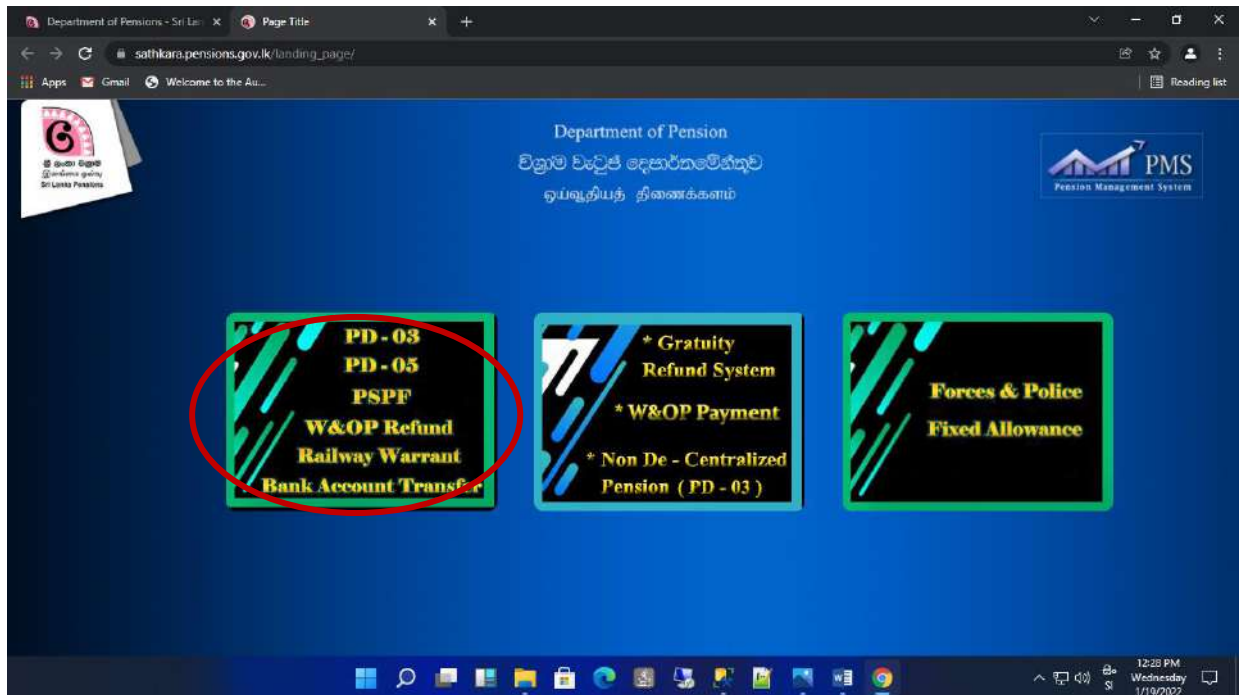 Department of Pensions - Sri Lan
Page Title
sathkara.pensions.gov.lk/landing_page/
Apps
Gmail
Welcome to the Au...
Reading list
ශ්‍රී ලංකා විශ්‍රාම
இலங்கை ஓய்வூதிய
Sri Lanka Pensions
Department of Pension
විශ්‍රාම වැටුප් දෙපාර්තමේන්තුව
ஓய்வூதியத் திணைக்களம்
PMS
Pension Management System
PD - 03
PD - 05
PSPF
W&OP Refund
Railway Warrant
Bank Account Transfer
* Gratuity
Refund System
* W&OP Payment
* Non De - Centralized
Pension ( PD - 03 )
Forces & Police
Fixed Allowance
SI
12:28 PM
Wednesday
1/19/2022